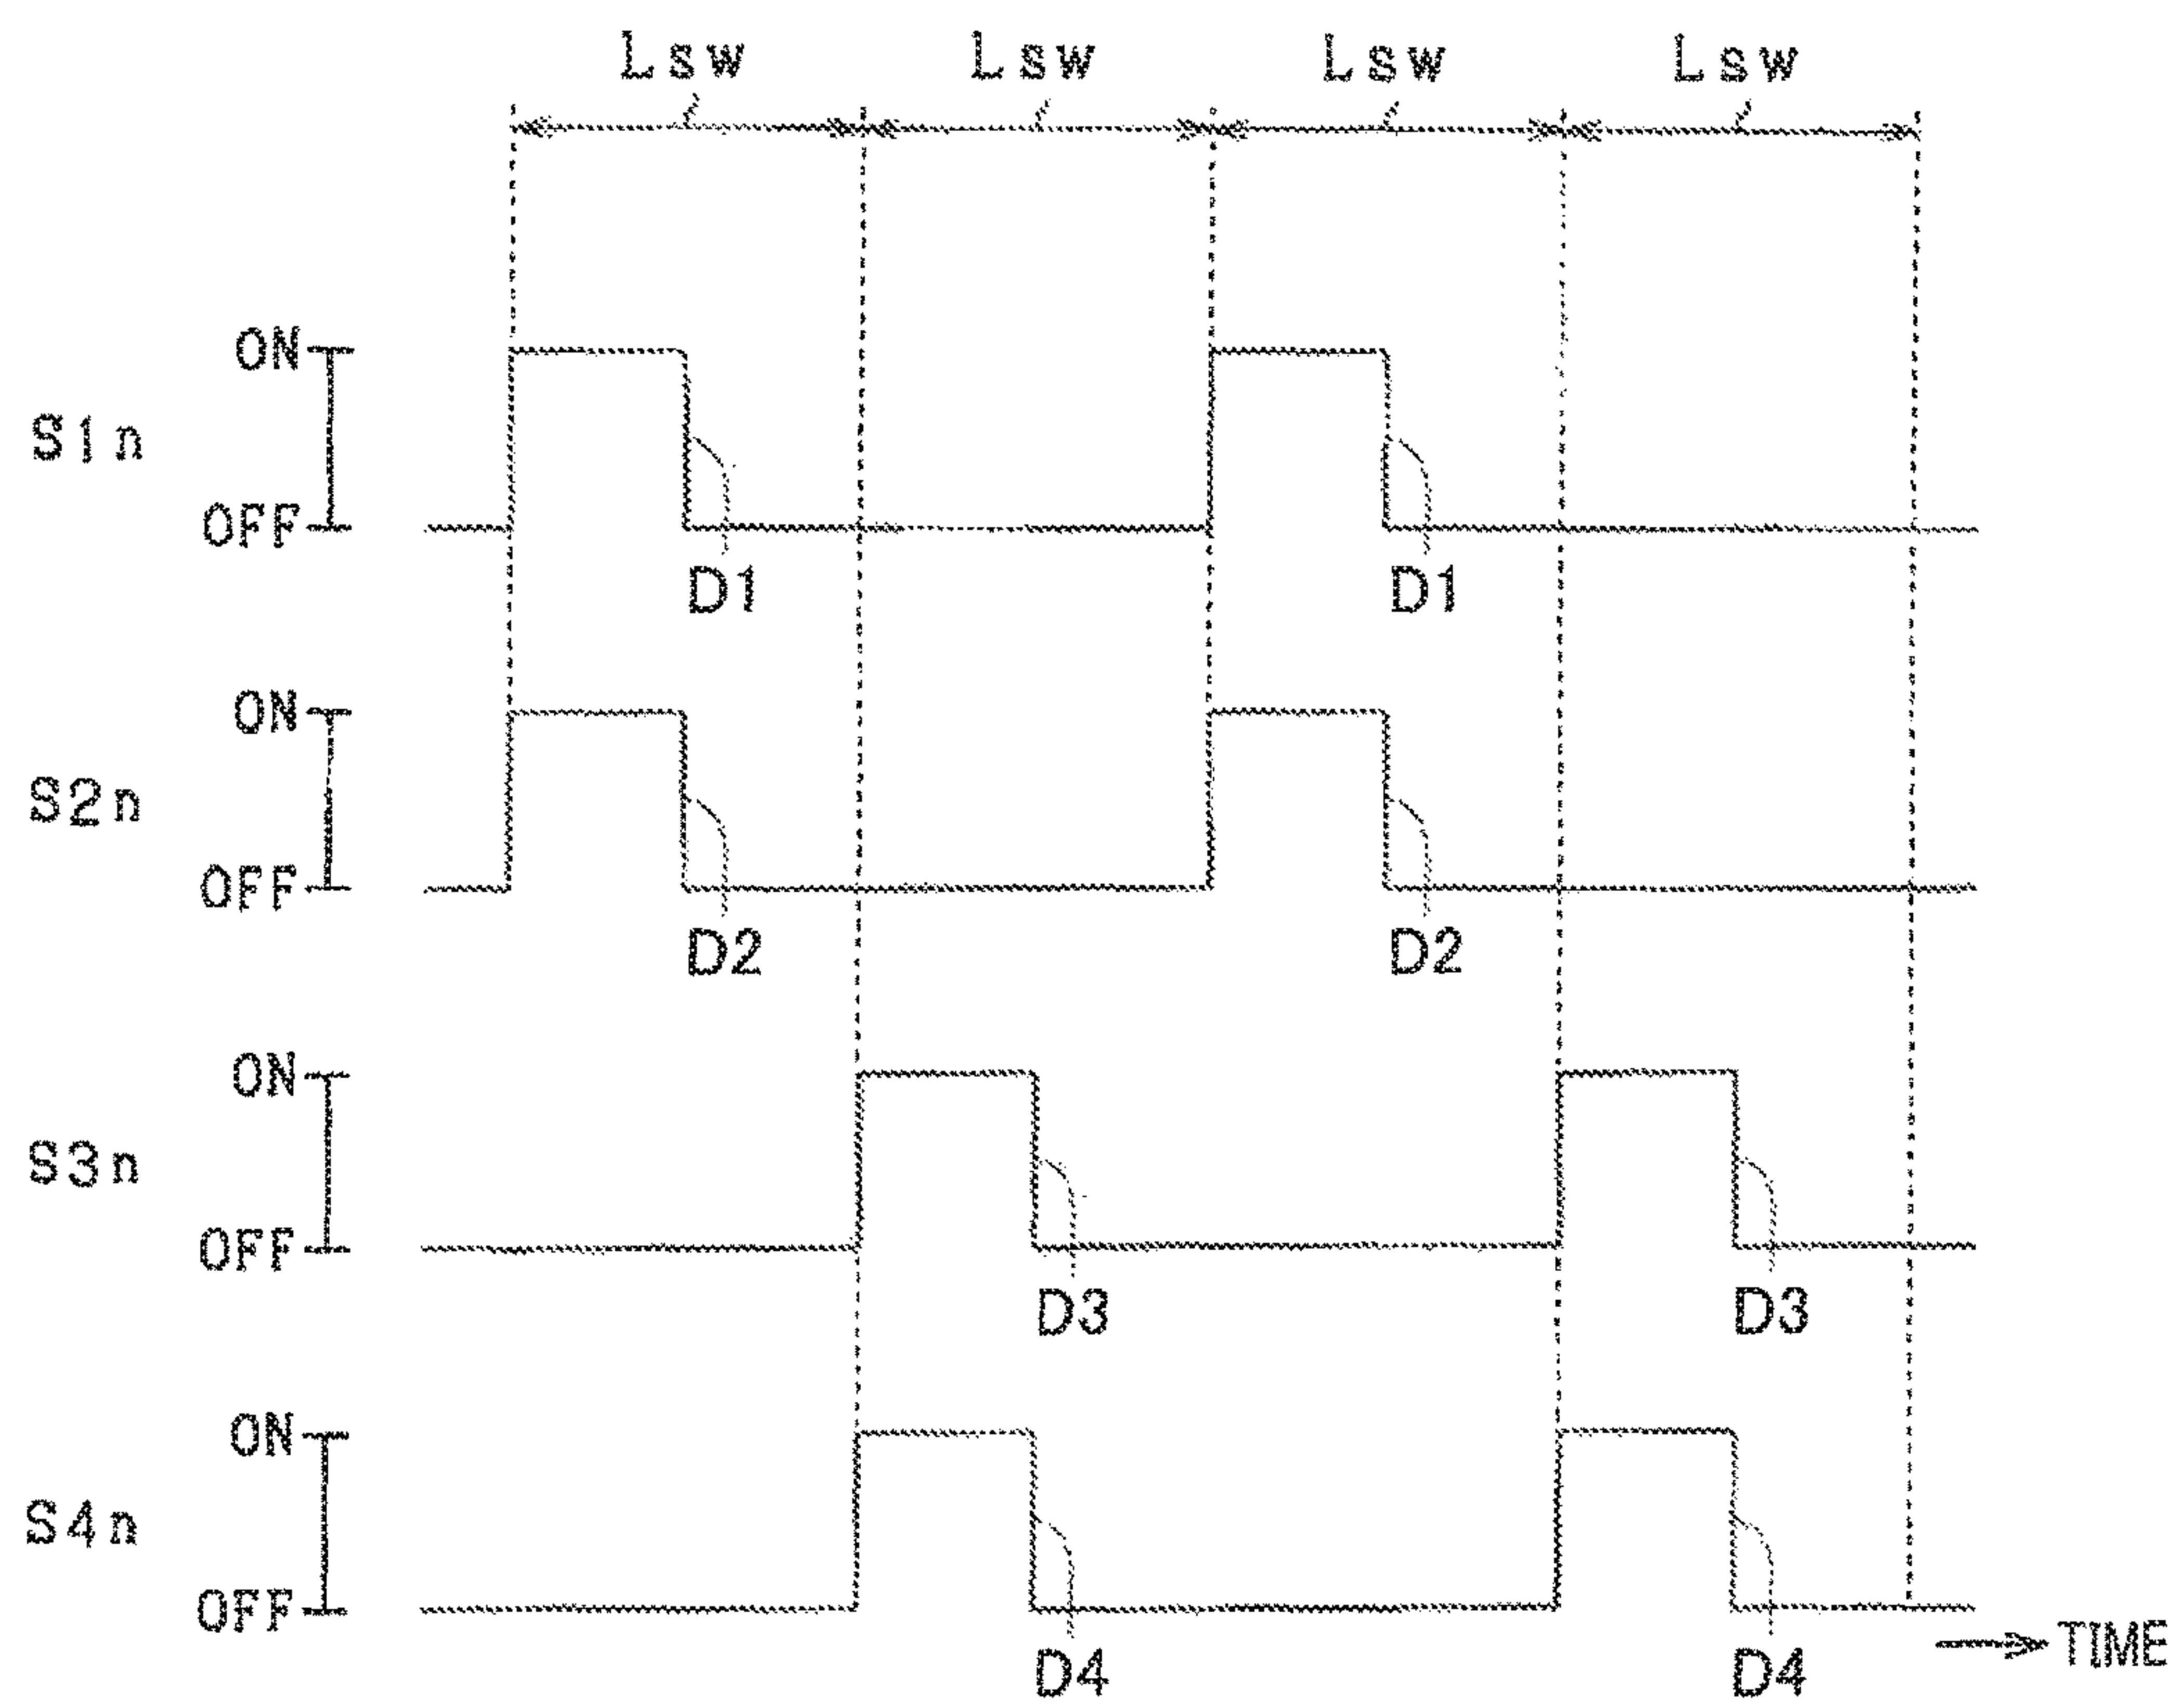 Lsw Lsw Lsw Lsw
ON
S1n
OFF
D1 D1
ON
S2n
OFF
D2 D2
ON
S3n
OFF
D3 D3
ON
S4n
OFF
TIME
D4 D4